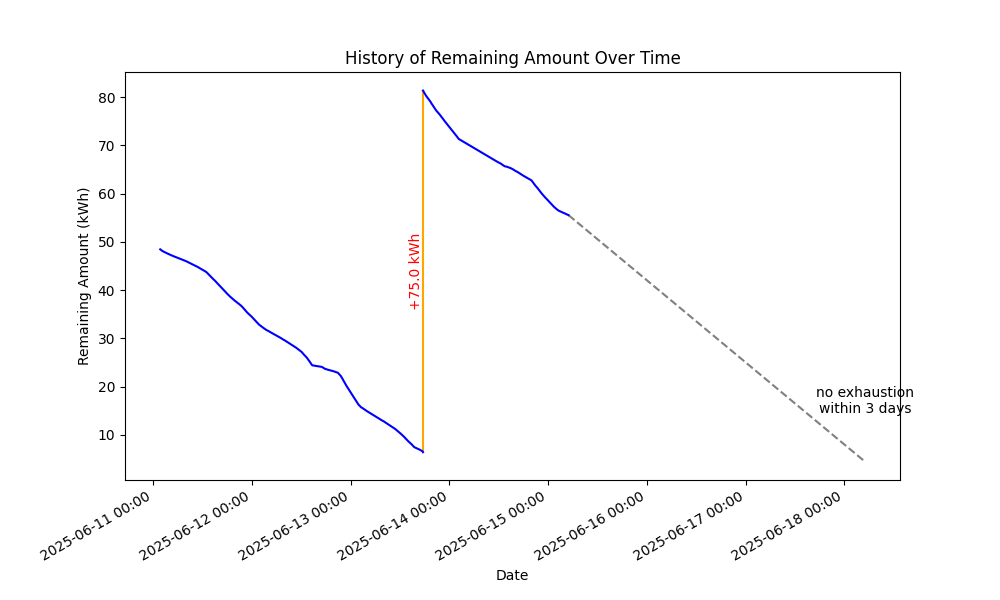 History of Remaining Amount Over Time
Remaining Amount (kWh)
80
70
60
50
40
30
20
10
+75.0 kWh
no exhaustion
within 3 days
2025-06-11 00:00
2025-06-12 00:00
2025-06-13 00:00
2025-06-14 00:00
2025-06-15 00:00
2025-06-16 00:00
2025-06-17 00:00
2025-06-18 00:00
Date